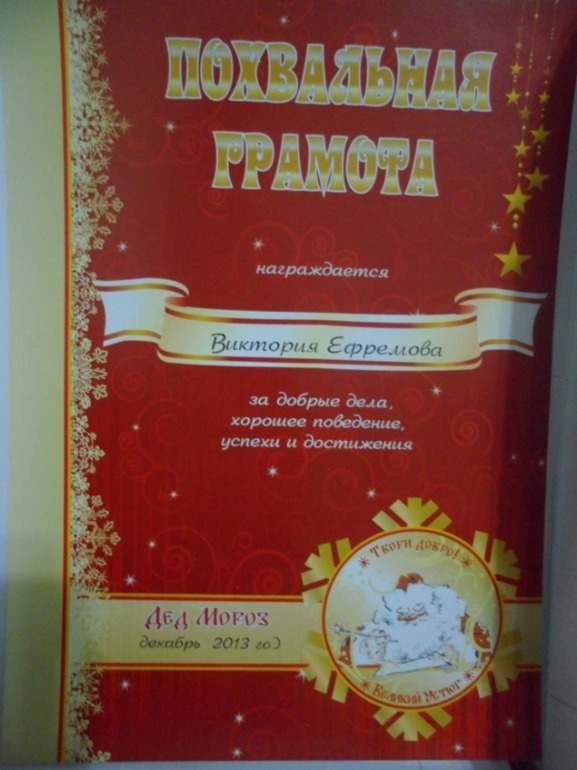 ПОХВАЛЬНАЯ
ГРАМОТА
награждается
Виктория Ефремова
за добрые дела,
хорошее поведение,
успехи и достижения
Твори добро!
Дед Мороз
декабрь 2013 год
Великий Устюг